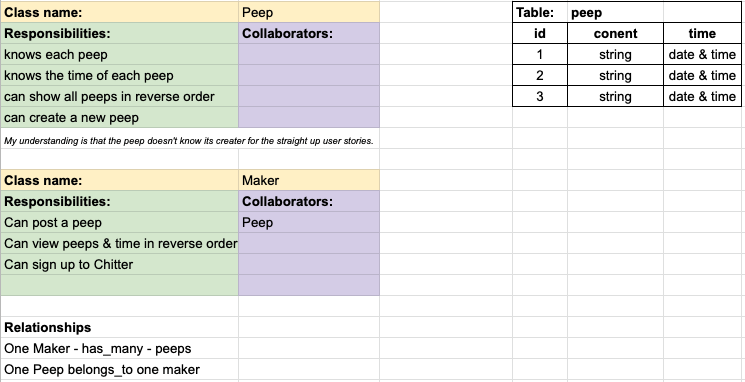 Class name: Peep
Responsibilities: Collaborators:
knows each peep
knows the time of each peep
can show all peeps in reverse order
can create a new peep
My understanding is that the peep doesn't know its creater for the straight up user stories.
Table: peep
id conent time
1 string date & time
2 string date & time
3 string date & time
Class name: Maker
Responsibilities: Collaborators:
Can post a peep Peep
Can view peeps & time in reverse order
Can sign up to Chitter
Relationships
One Maker - has_many - peeps
One Peep belongs_to one maker